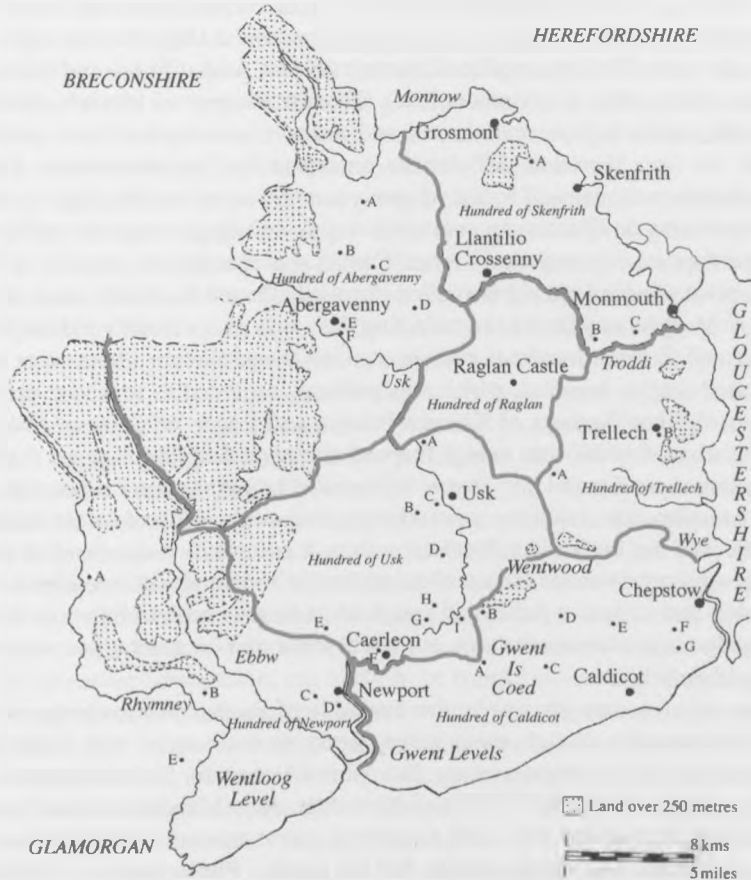 HEREFORDSHIRE
BRECONSHIRE
Monnow
Grosmont
A
Skenfrith
A
Hundred of Skenfrith
B
C
Llantilio
Crossenny
Hundred of Abergavenny
Abergavenny
E
D
Monmouth
B
C
Usk
Raglan Castle
Troddi
Hundred of Raglan
GLOUCESTERSHIRE
Trellech
B
A
A
Hundred of Trellech
C
Usk
B
Hundred of Usk
D
Wentwood
Wye
A
H
G
I
B
D
E
F
Chepstow
E
Caerleon
F
Gwent
Is
Coed
C
G
Ebbw
Rhymney
B
C
D
Newport
Caldicot
Hundred of Newport
Hundred of Caldicot
E
Gwent Levels
Wentloog
Level
Land over 250 metres
GLAMORGAN
8 kms
5 miles